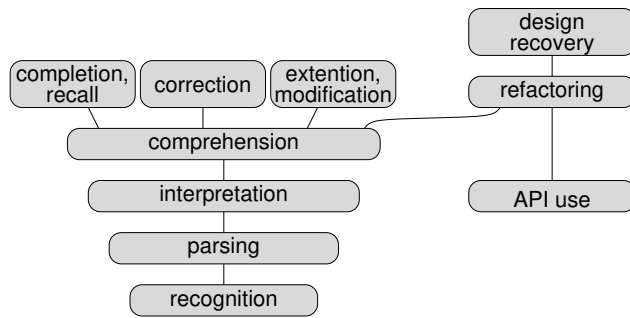 design
recovery
completion,
recall
correction
extention,
modification
refactoring
comprehension
interpretation
API use
parsing
recognition